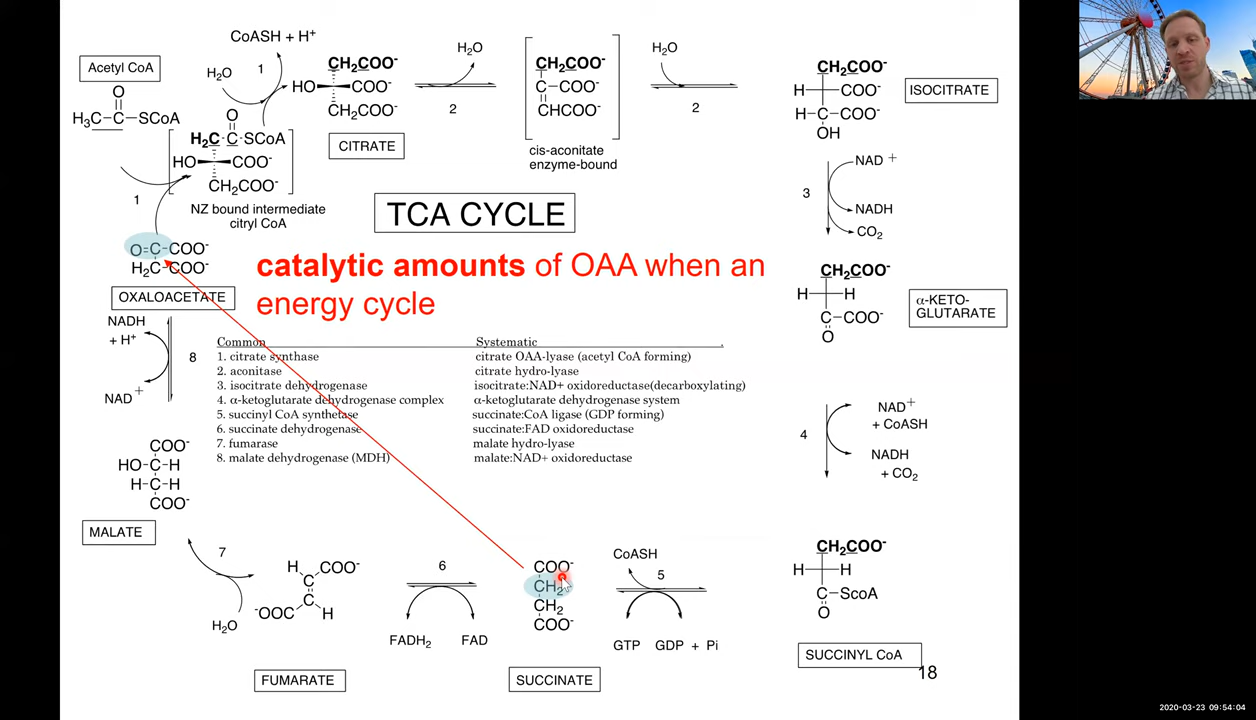 CoASH + H⁺
Acetyl CoA
O
H₃C-C-SCoA
H₂O
1
O
H₂C-C-SCoA
HO COO⁻
CH₂COO⁻
NZ bound intermediate
citryl CoA
1
CH₂COO⁻
HO COO⁻
CH₂COO⁻
CITRATE
H₂O
2
CH₂COO⁻
C-COO⁻
CHCOO⁻
cis-aconitate
enzyme-bound
H₂O
2
CH₂COO⁻
H COO⁻
H-C-COO⁻
OH
ISOCITRATE
TCA CYCLE
3
NAD⁺
NADH
CO₂
O=C-COO⁻
H₂C-COO⁻
OXALOACETATE
catalytic amounts of OAA when an
energy cycle
CH₂COO⁻
H H
C-COO⁻
O
α-KETO-
GLUTARATE
NADH
+ H⁺
8
NAD⁺
Common Systematic .
1. citrate synthase citrate OAA-lyase (acetyl CoA forming)
2. aconitase citrate hydro-lyase
3. isocitrate dehydrogenase isocitrate:NAD+ oxidoreductase(decarboxylating)
4. α-ketoglutarate dehydrogenase complex α-ketoglutarate dehydrogenase system
5. succinyl CoA synthetase succinate:CoA ligase (GDP forming)
6. succinate dehydrogenase succinate:FAD oxidoreductase
7. fumarase malate hydro-lyase
8. malate dehydrogenase (MDH) malate:NAD+ oxidoreductase
4
NAD⁺
+ CoASH
NADH
+ CO₂
COO⁻
HO-C-H
H-C-H
COO⁻
MALATE
7
H₂O
H COO⁻
C
C
⁻OOC H
FUMARATE
6
FADH₂ FAD
COO⁻
CH₂
CH₂
COO⁻
SUCCINATE
CoASH
5
GTP GDP + Pi
CH₂COO⁻
H H
C-ScoA
O
SUCCINYL CoA
18
2020-03-23 09:54:04